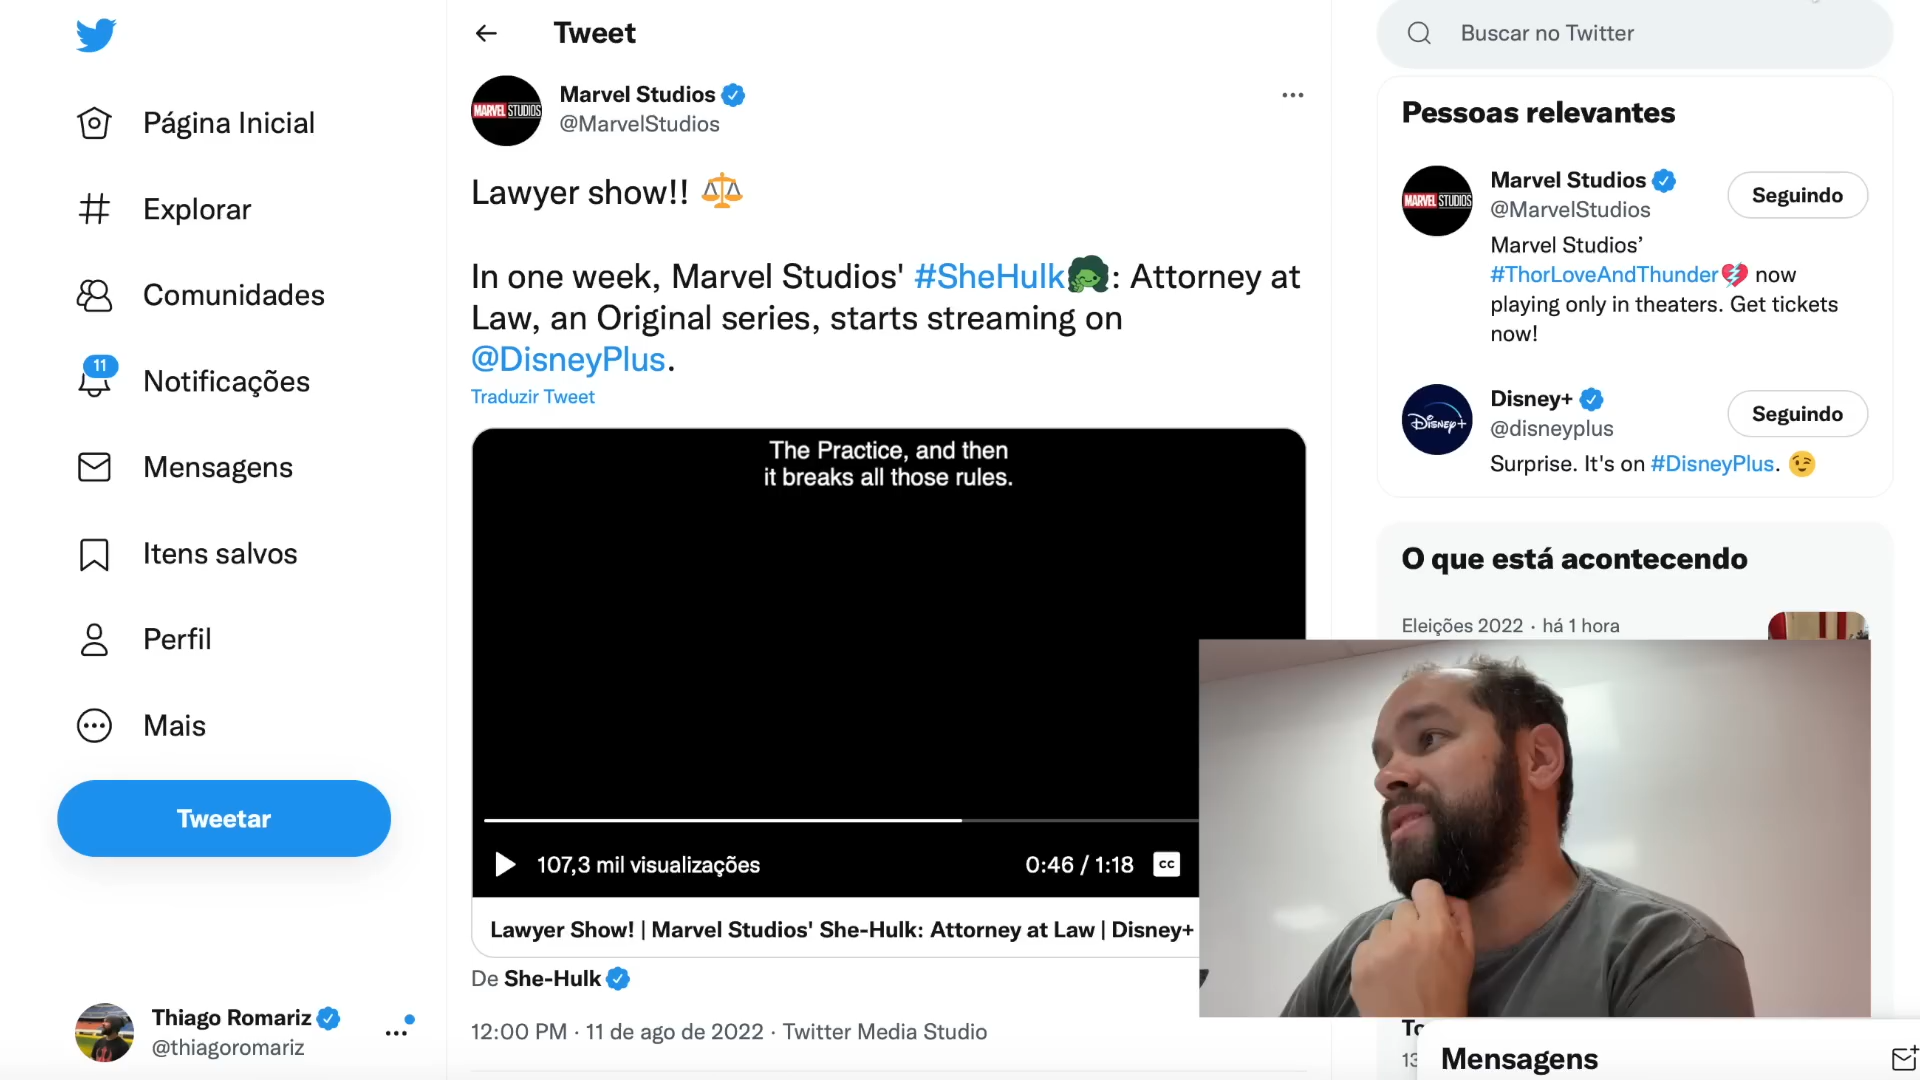 Página Inicial
Explorar
Comunidades
11
Notificações
Mensagens
Itens salvos
Perfil
Mais
Tweetar
Thiago Romariz
@thiagoromariz
Tweet
MARVEL STUDIOS
Marvel Studios
@MarvelStudios
Lawyer show!!
In one week, Marvel Studios' #SheHulk: Attorney at
Law, an Original series, starts streaming on
@DisneyPlus.
Traduzir Tweet
The Practice, and then
it breaks all those rules.
107,3 mil visualizações
0:46 / 1:18
CC
Lawyer Show! | Marvel Studios' She-Hulk: Attorney at Law | Disney+
De She-Hulk
12:00 PM · 11 de ago de 2022 · Twitter Media Studio
Buscar no Twitter
Pessoas relevantes
MARVEL STUDIOS
Marvel Studios
@MarvelStudios
Seguindo
Marvel Studios’
#ThorLoveAndThunder now
playing only in theaters. Get tickets
now!
Disney+
Disney+
@disneyplus
Seguindo
Surprise. It's on #DisneyPlus.
O que está acontecendo
Eleições 2022 · há 1 hora
Mensagens